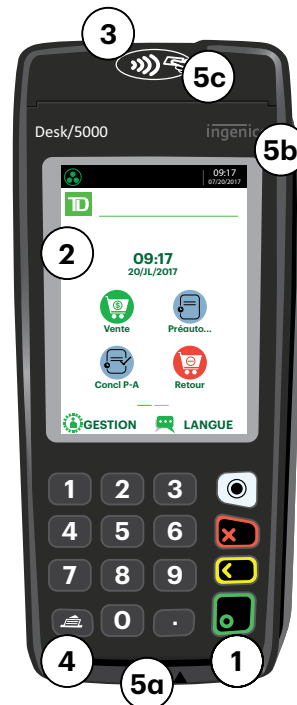 3
5c
Desk/5000
ingenic
5b
09:17
07/20/2017
TD
2
09:17
20/JL/2017
Vente
Préauto...
Concl P-A
Retour
GESTION
LANGUE
1 2 3
4 5 6
7 8 9
0 .
4
5a
1